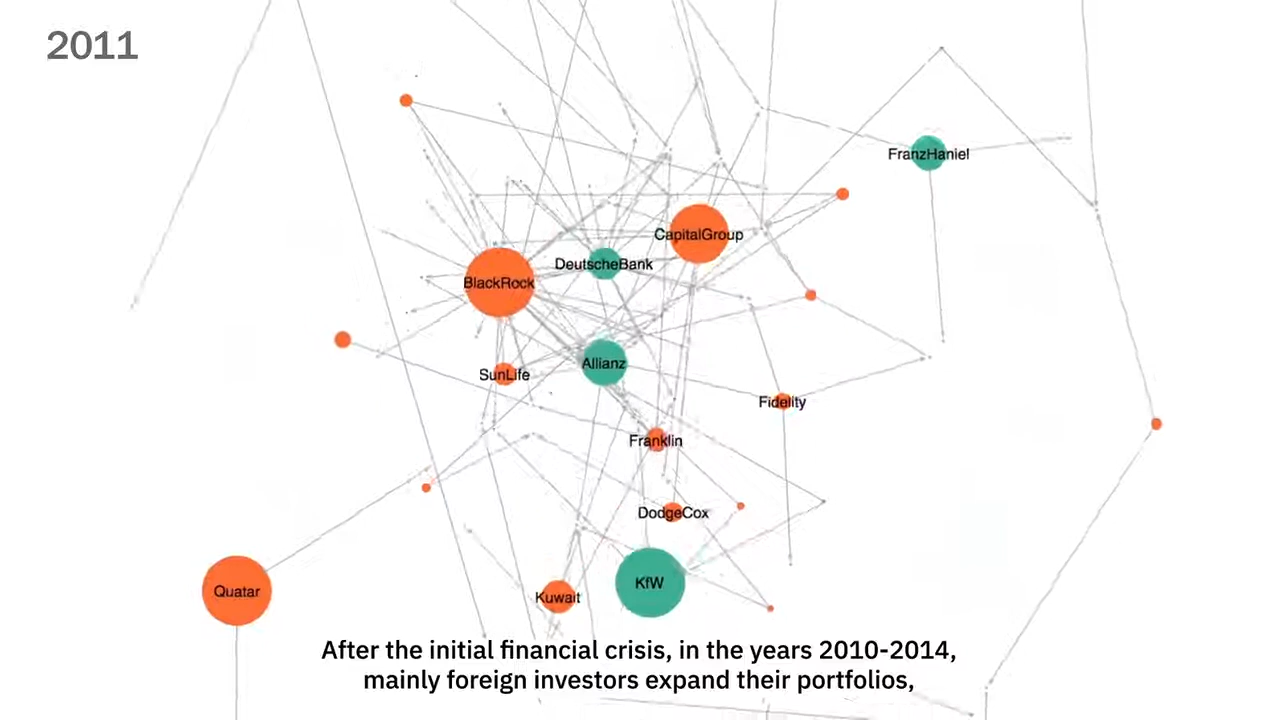 2011
FranzHaniel
CapitalGroup
DeutscheBank
BlackRock
Allianz
SunLife
Fidelity
Franklin
DodgeCox
KfW
Quatar
Kuwait
After the initial financial crisis, in the years 2010-2014,
mainly foreign investors expand their portfolios,